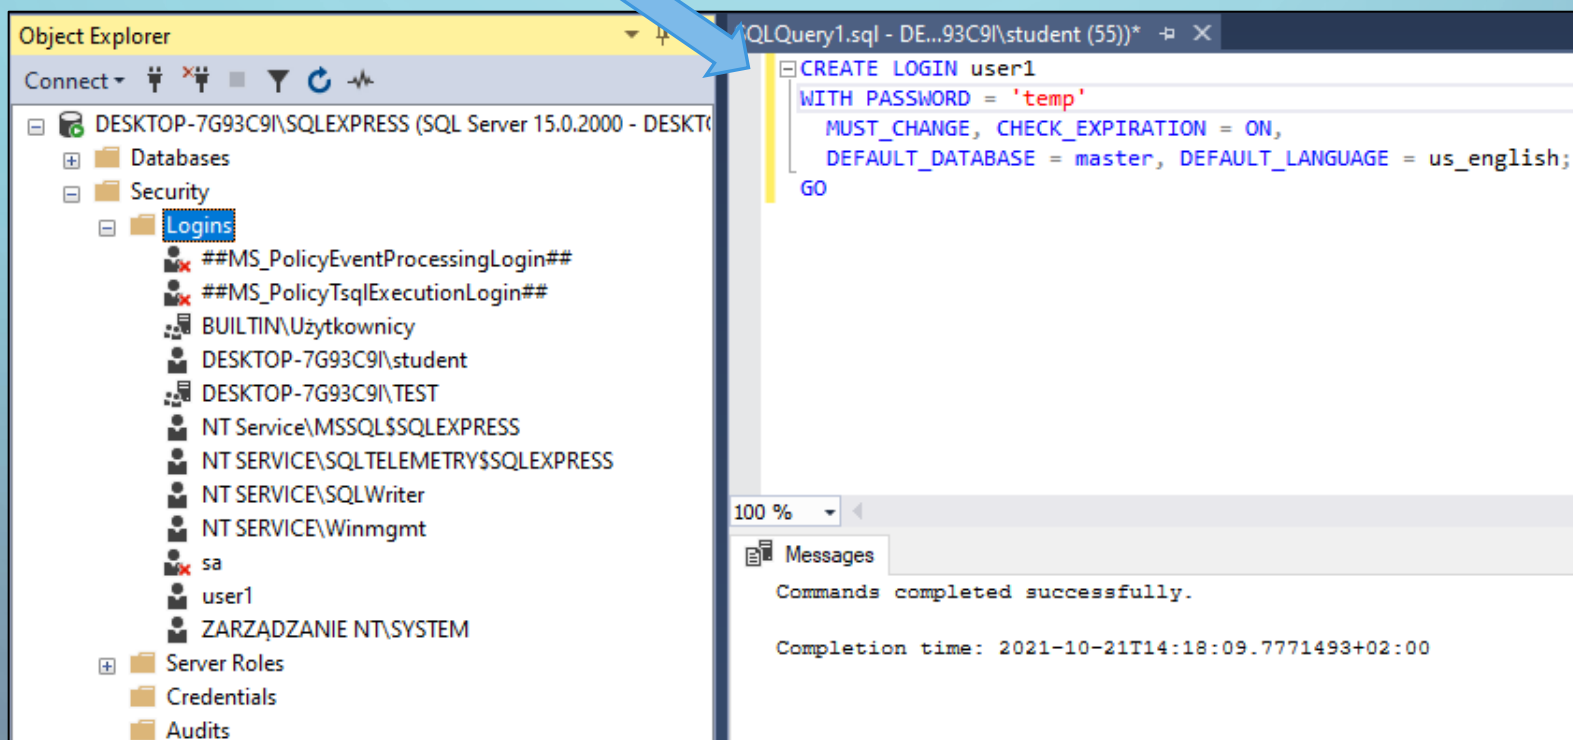 Object Explorer
Connect
DESKTOP-7G93C9I\SQLEXPRESS (SQL Server 15.0.2000 - DESKT
Databases
Security
Logins
##MS_PolicyEventProcessingLogin##
##MS_PolicyTsqlExecutionLogin##
BUILTIN\Użytkownicy
DESKTOP-7G93C9I\student
DESKTOP-7G93C9I\TEST
NT Service\MSSQL$SQLEXPRESS
NT SERVICE\SQLTELEMETRY$SQLEXPRESS
NT SERVICE\SQLWriter
NT SERVICE\Winmgmt
sa
user1
ZARZĄDZANIE NT\SYSTEM
Server Roles
Credentials
Audits
SQLQuery1.sql - DE...93C9I\student (55))*
CREATE LOGIN user1
WITH PASSWORD = 'temp'
MUST_CHANGE, CHECK_EXPIRATION = ON,
DEFAULT_DATABASE = master, DEFAULT_LANGUAGE = us_english;
GO
100 %
Messages
Commands completed successfully.
Completion time: 2021-10-21T14:18:09.7771493+02:00